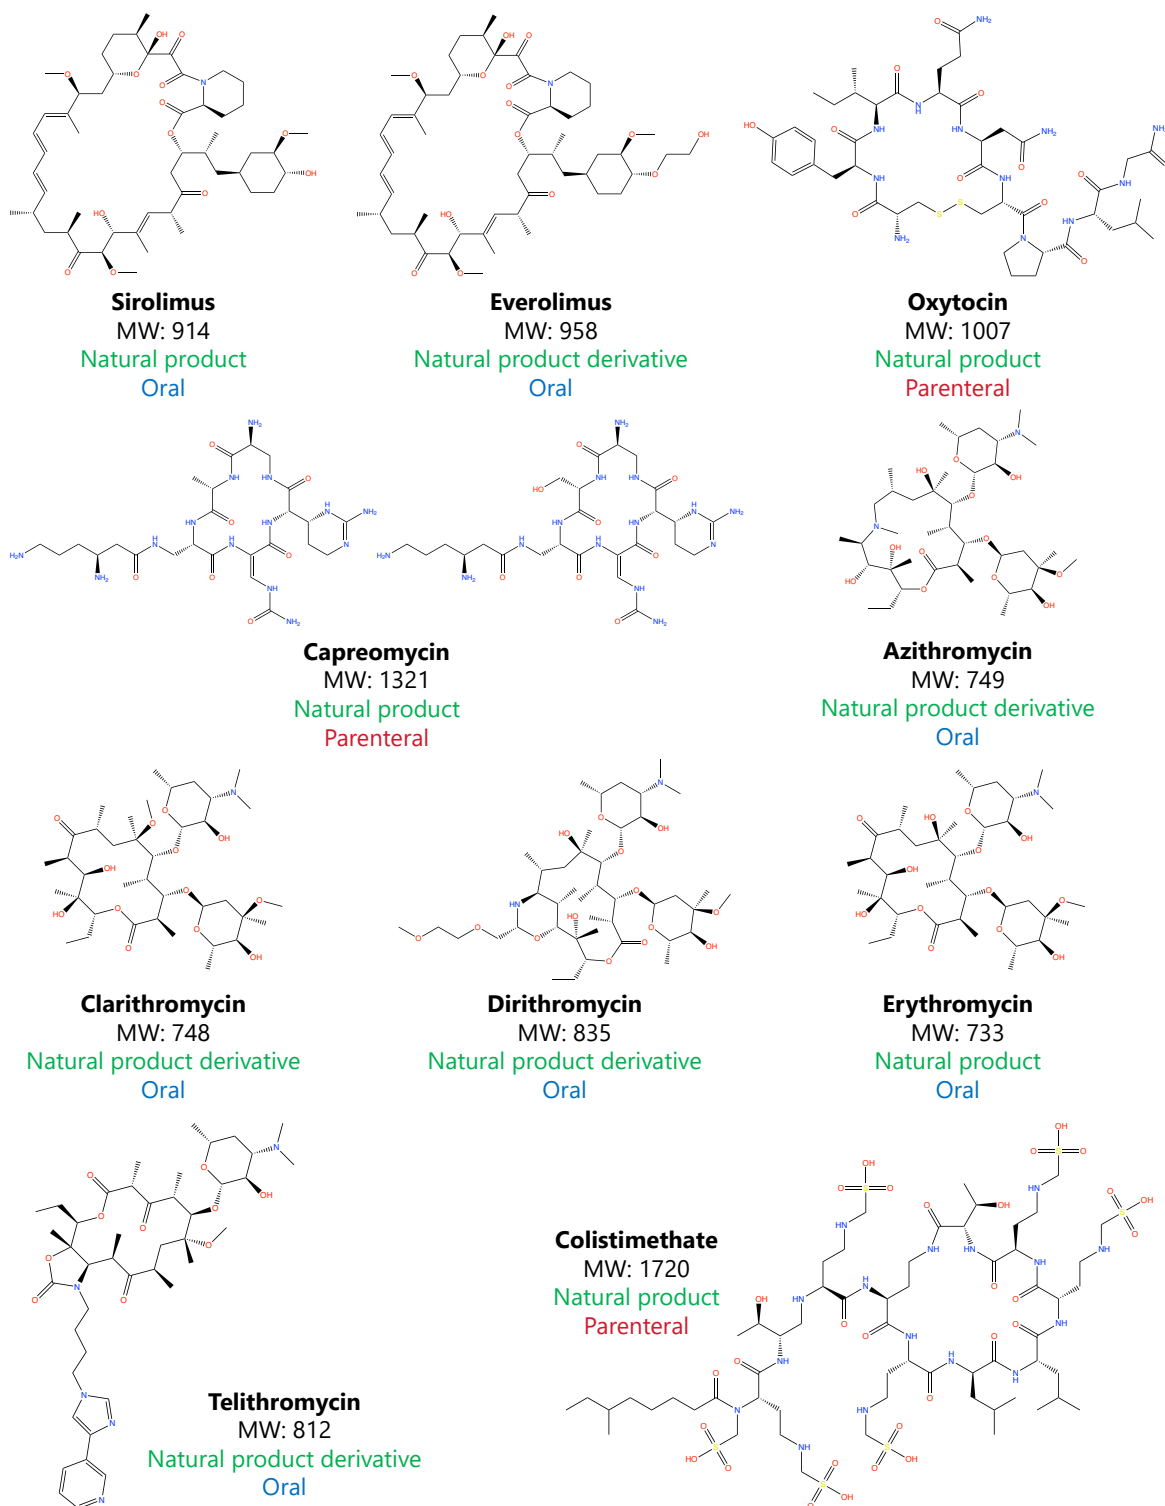 Sirolimus
MW: 914
Natural product
Oral
Everolimus
MW: 958
Natural product derivative
Oral
Oxytocin
MW: 1007
Natural product
Parenteral
Capreomycin
MW: 1321
Natural product
Parenteral
Azithromycin
MW: 749
Natural product derivative
Oral
Clarithromycin
MW: 748
Natural product derivative
Oral
Dirithromycin
MW: 835
Natural product derivative
Oral
Erythromycin
MW: 733
Natural product
Oral
Telithromycin
MW: 812
Natural product derivative
Oral
Colistimethate
MW: 1720
Natural product
Parenteral